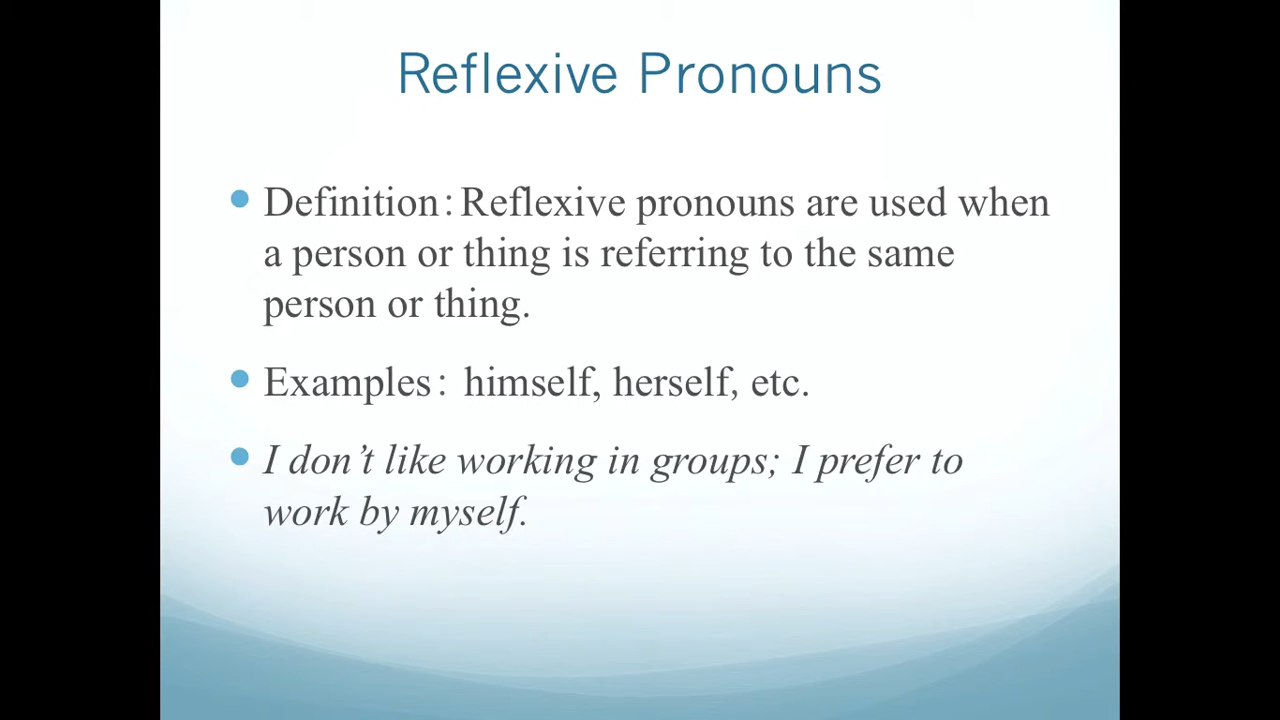 Reflexive Pronouns
Definition: Reflexive pronouns are used when
a person or thing is referring to the same
person or thing.
Examples: himself, herself, etc.
I don’t like working in groups; I prefer to
work by myself.